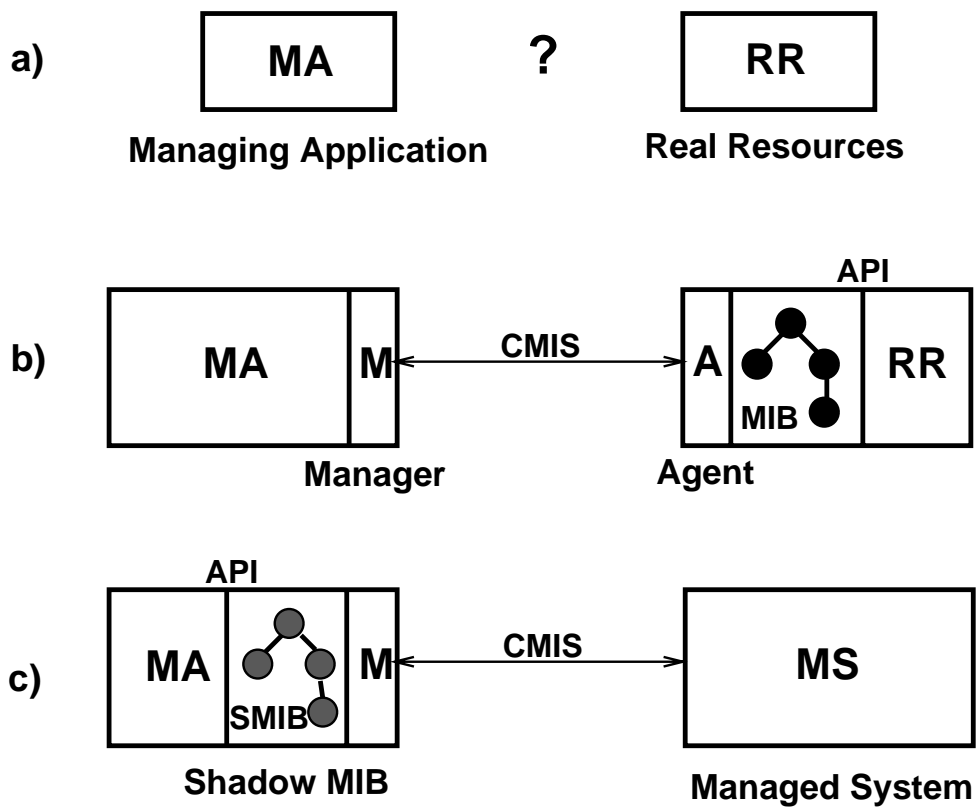 a)
MA
?
RR
Managing Application
Real Resources
API
b)
MA
M
CMIS
A
MIB
RR
Manager
Agent
API
c)
MA
SMIB
M
CMIS
MS
Shadow MIB
Managed System